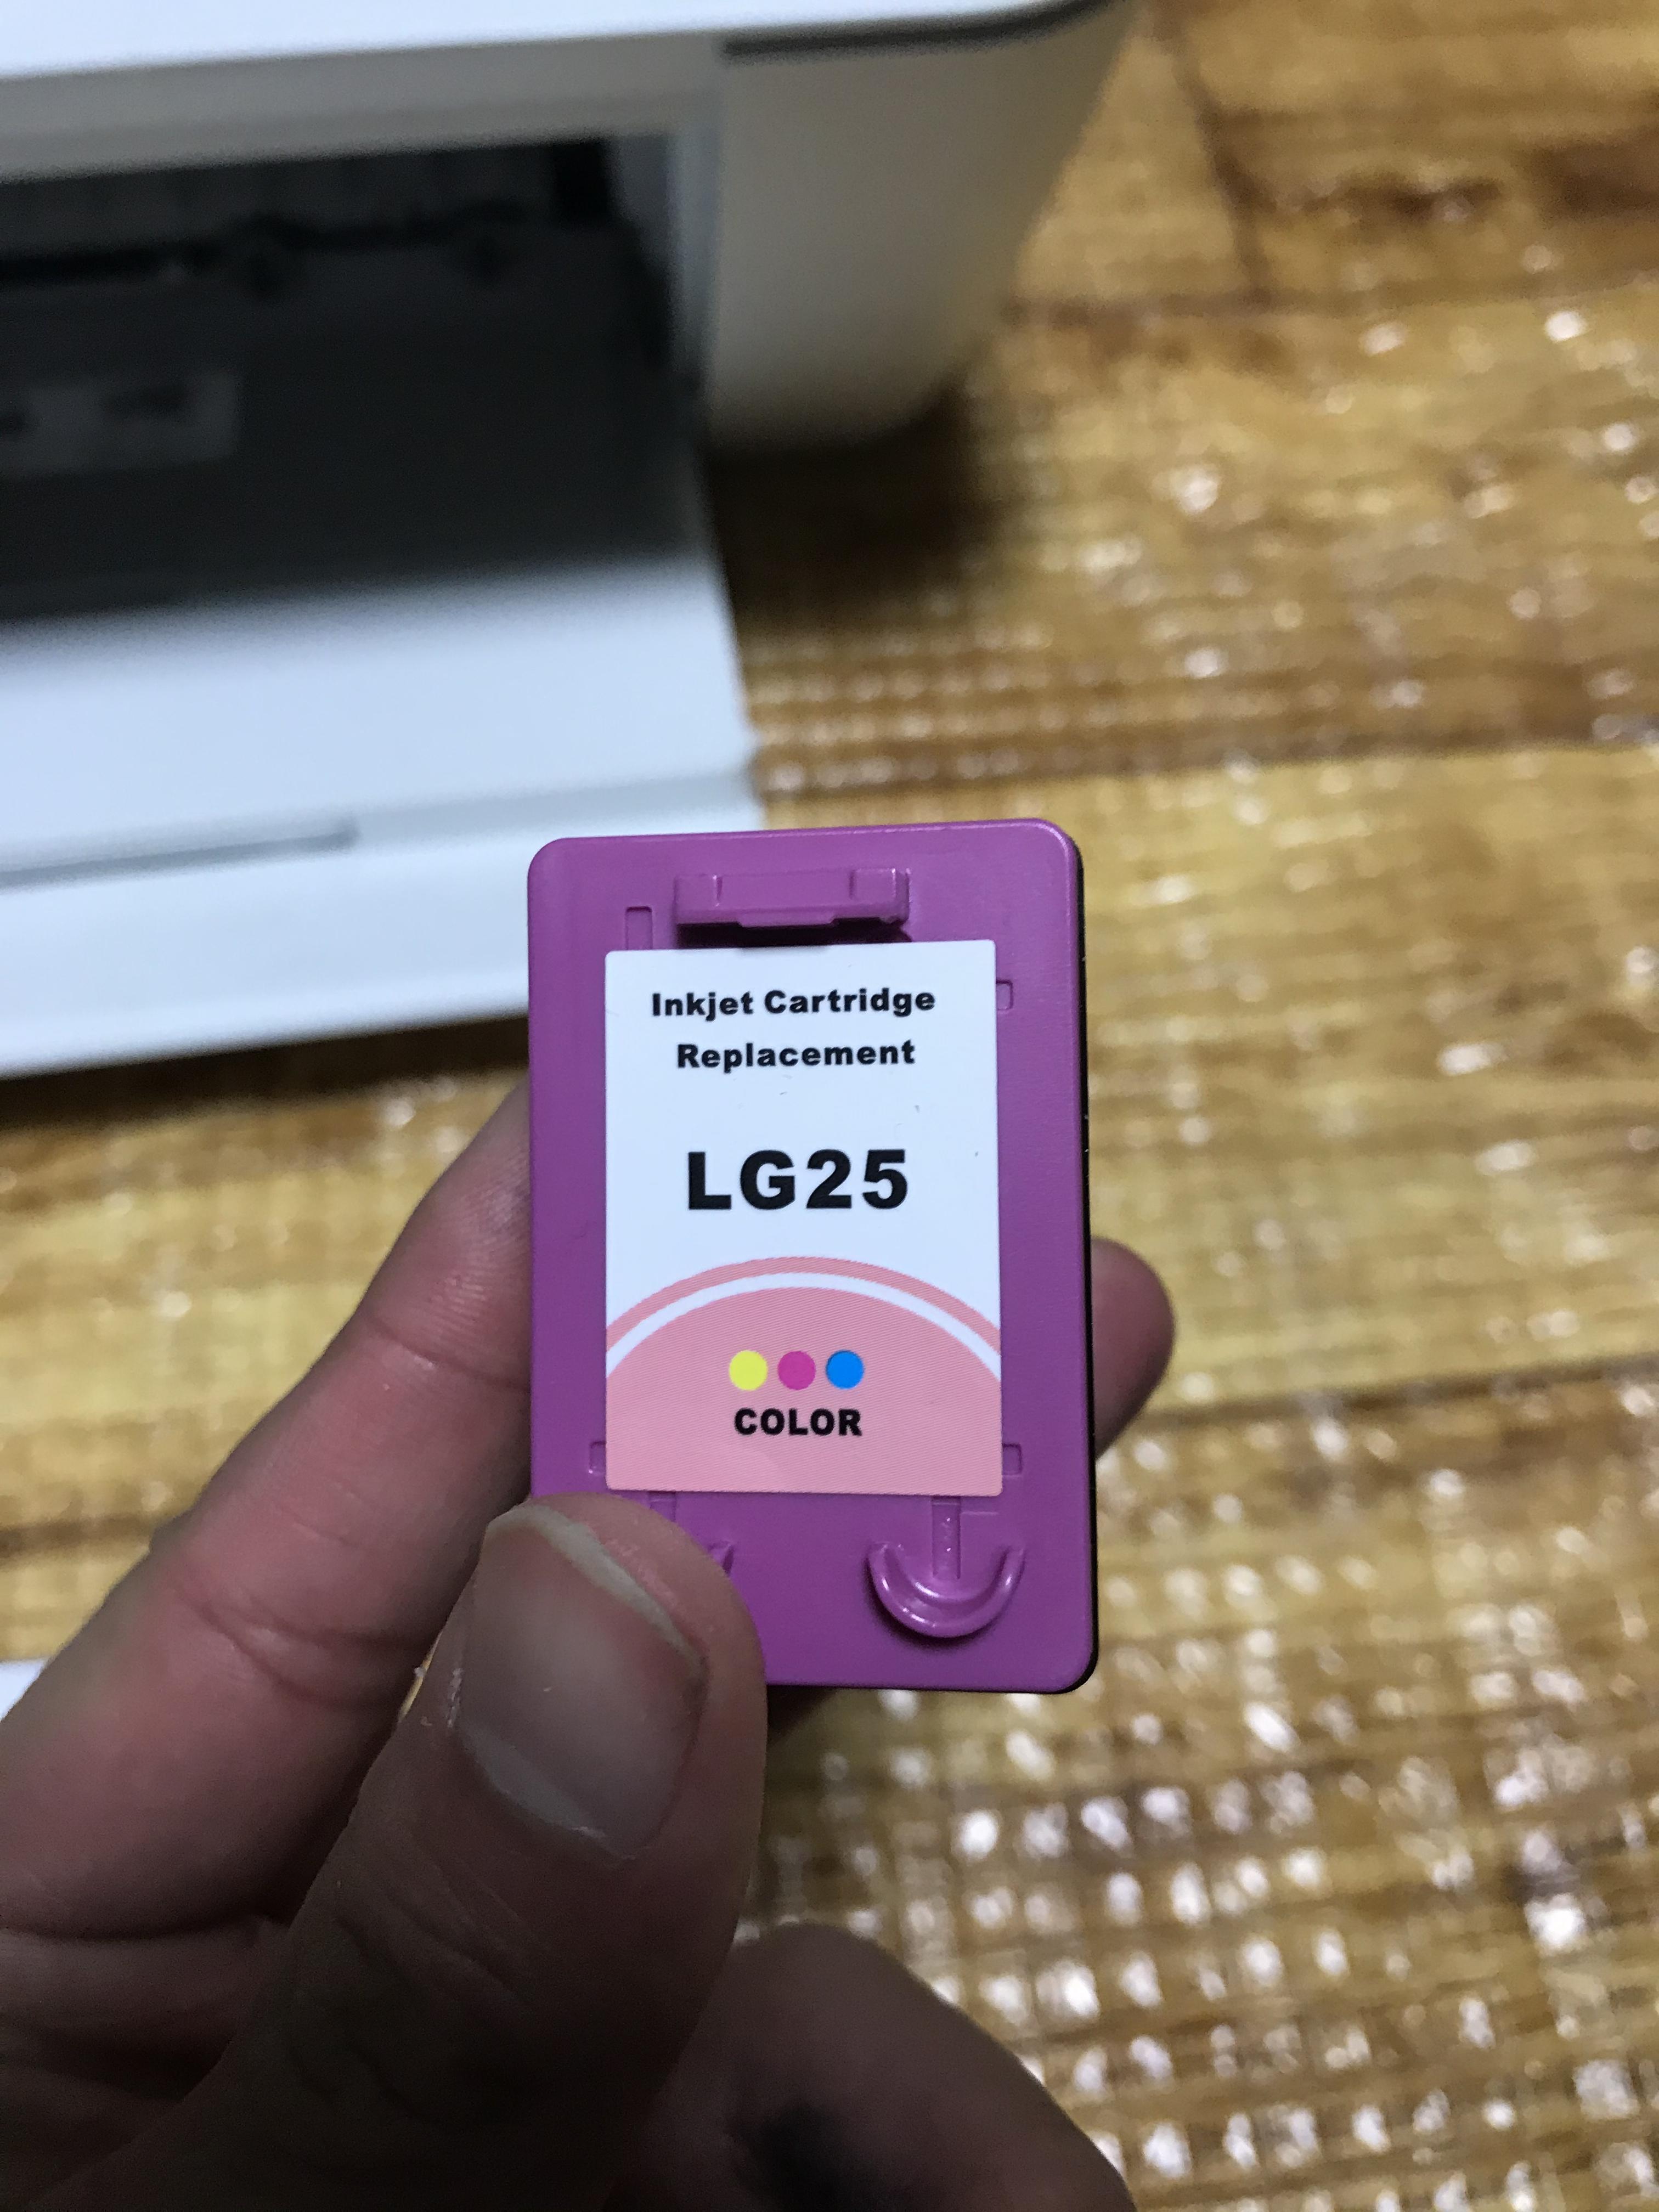 Inkjet Cartridge
Replacement
LG25
COLOR